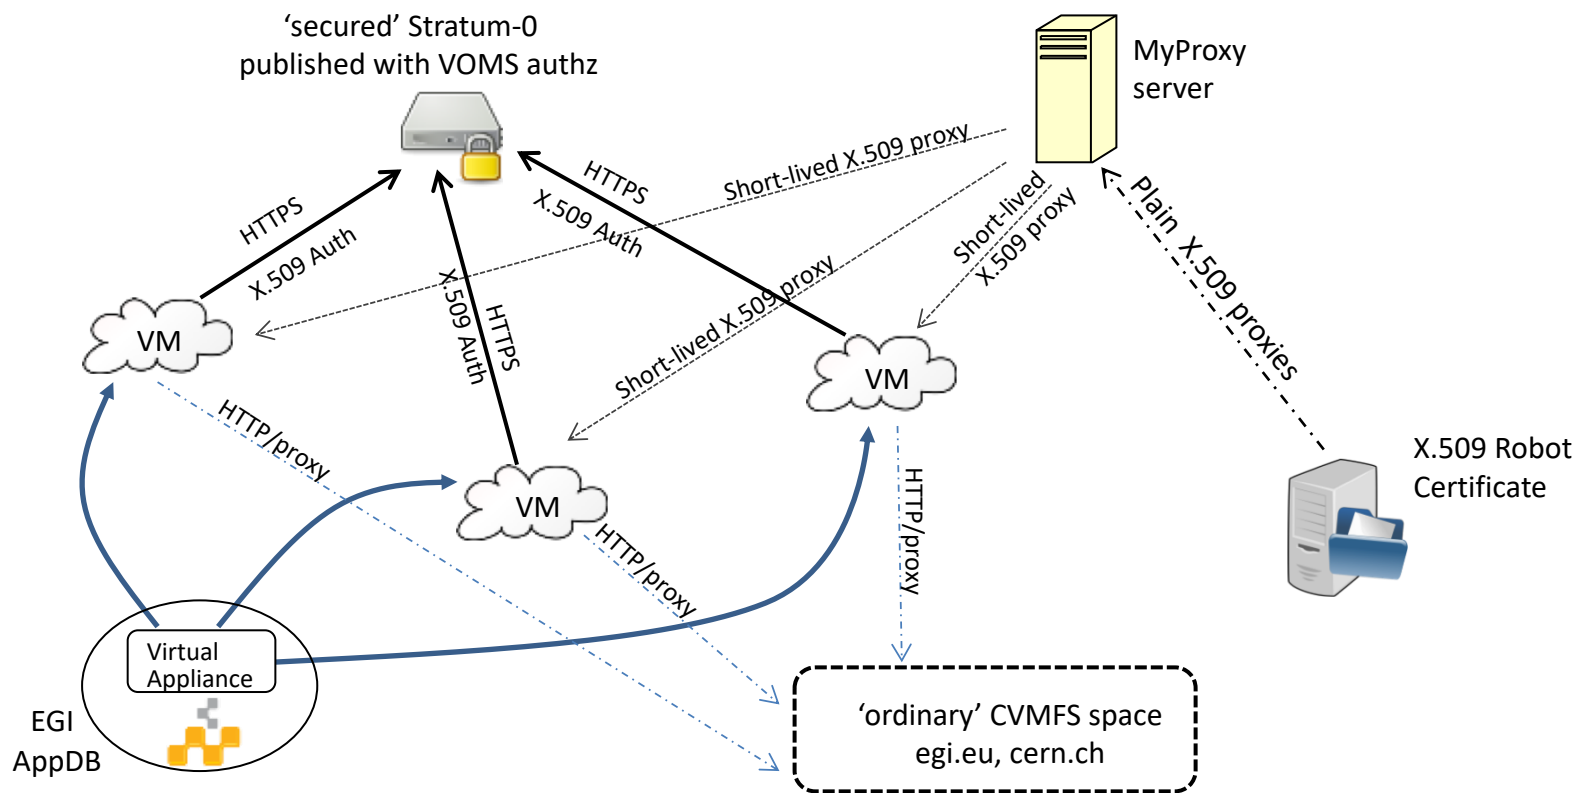 ‘secured’ Stratum-0
published with VOMS authz
MyProxy
server
HTTPS
X.509 Auth
HTTPS
X.509 Auth
HTTPS
X.509 Auth
Short-lived X.509 proxy
Short-lived X.509 proxy
Short-lived
X.509 proxy
Plain X.509 proxies
VM
VM
VM
X.509 Robot
Certificate
HTTP/proxy
HTTP/proxy
HTTP/proxy
Virtual
Appliance
EGI
AppDB
‘ordinary’ CVMFS space
egi.eu, cern.ch